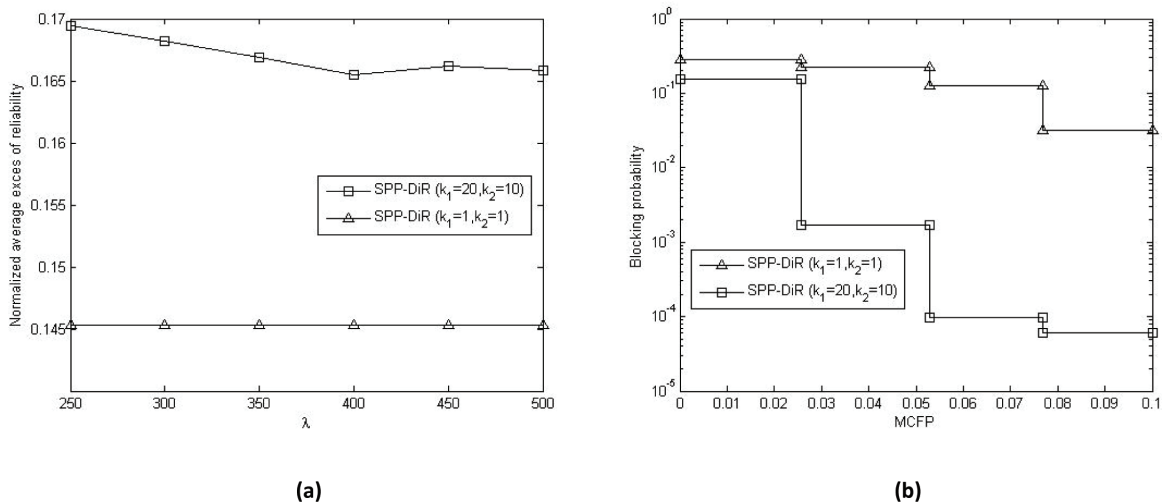 0.17
0.165
0.16
0.155
0.15
0.145
Normalized average exces of reliability
SPP-DiR (k1=20,k2=10)
SPP-DiR (k1=1,k2=1)
250 300 350 400 450 500
λ
(a)
10^0
10^-1
10^-2
10^-3
10^-4
10^-5
Blocking probability
SPP-DiR (k1=1,k2=1)
SPP-DiR (k1=20,k2=10)
0 0.01 0.02 0.03 0.04 0.05 0.06 0.07 0.08 0.09 0.1
MCFP
(b)